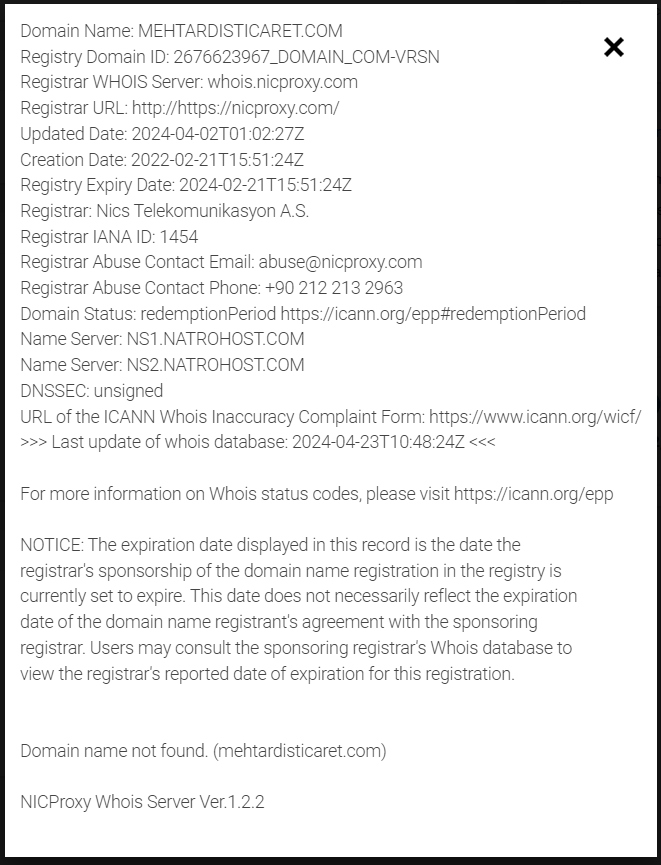 Domain Name: MEHTARDISTICARET.COM
Registry Domain ID: 2676623967_DOMAIN_COM-VRSN
Registrar WHOIS Server: whois.nicproxy.com
Registrar URL: http://https://nicproxy.com/
Updated Date: 2024-04-02T01:02:27Z
Creation Date: 2022-02-21T15:51:24Z
Registry Expiry Date: 2024-02-21T15:51:24Z
Registrar: Nics Telekomunikasyon A.S.
Registrar IANA ID: 1454
Registrar Abuse Contact Email: abuse@nicproxy.com
Registrar Abuse Contact Phone: +90 212 213 2963
Domain Status: redemptionPeriod https://icann.org/epp#redemptionPeriod
Name Server: NS1.NATROHOST.COM
Name Server: NS2.NATROHOST.COM
DNSSEC: unsigned
URL of the ICANN Whois Inaccuracy Complaint Form: https://www.icann.org/wicf/
>>> Last update of whois database: 2024-04-23T10:48:24Z <<<
For more information on Whois status codes, please visit https://icann.org/epp
NOTICE: The expiration date displayed in this record is the date the
registrar's sponsorship of the domain name registration in the registry is
currently set to expire. This date does not necessarily reflect the expiration
date of the domain name registrant's agreement with the sponsoring
registrar. Users may consult the sponsoring registrar's Whois database to
view the registrar's reported date of expiration for this registration.
Domain name not found. (mehtardisticaret.com)
NICProxy Whois Server Ver.1.2.2